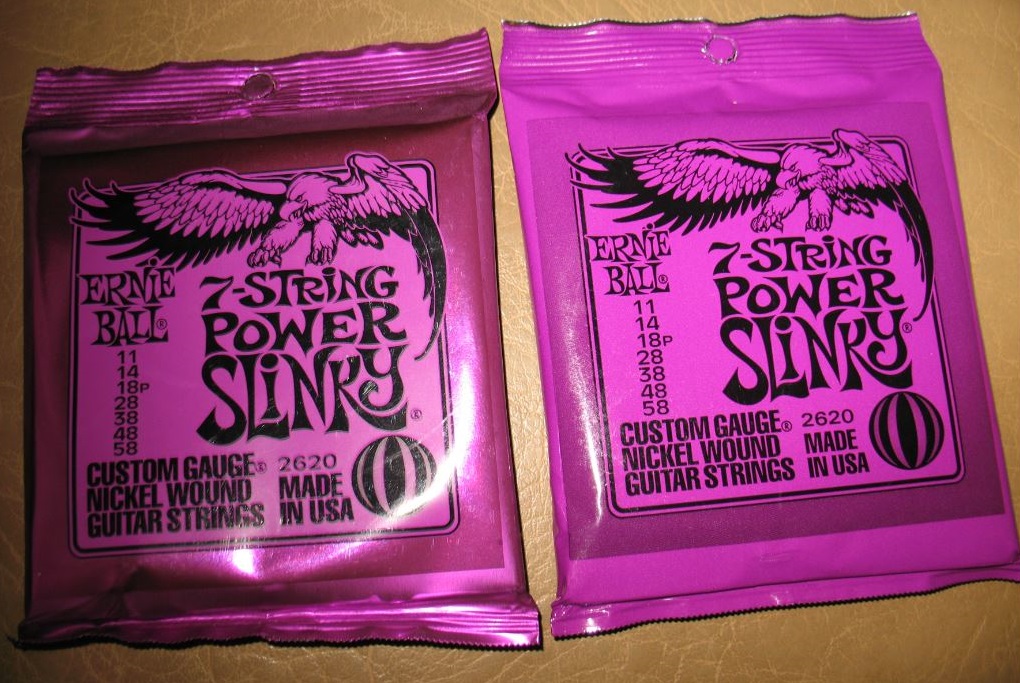 ERNiE
BALL®
7-STRiNG
POWER
SLiNKY®
11
14
18P
28
38
48
58
CUSTOM GAUGE®
NICKEL WOUND
GUITAR STRINGS
2620
MADE
IN USA
ERNiE
BALL®
7-STRiNG
POWER
SLiNKY®
11
14
18P
28
38
48
58
CUSTOM GAUGE®
NICKEL WOUND
GUITAR STRINGS
2620
MADE
IN USA